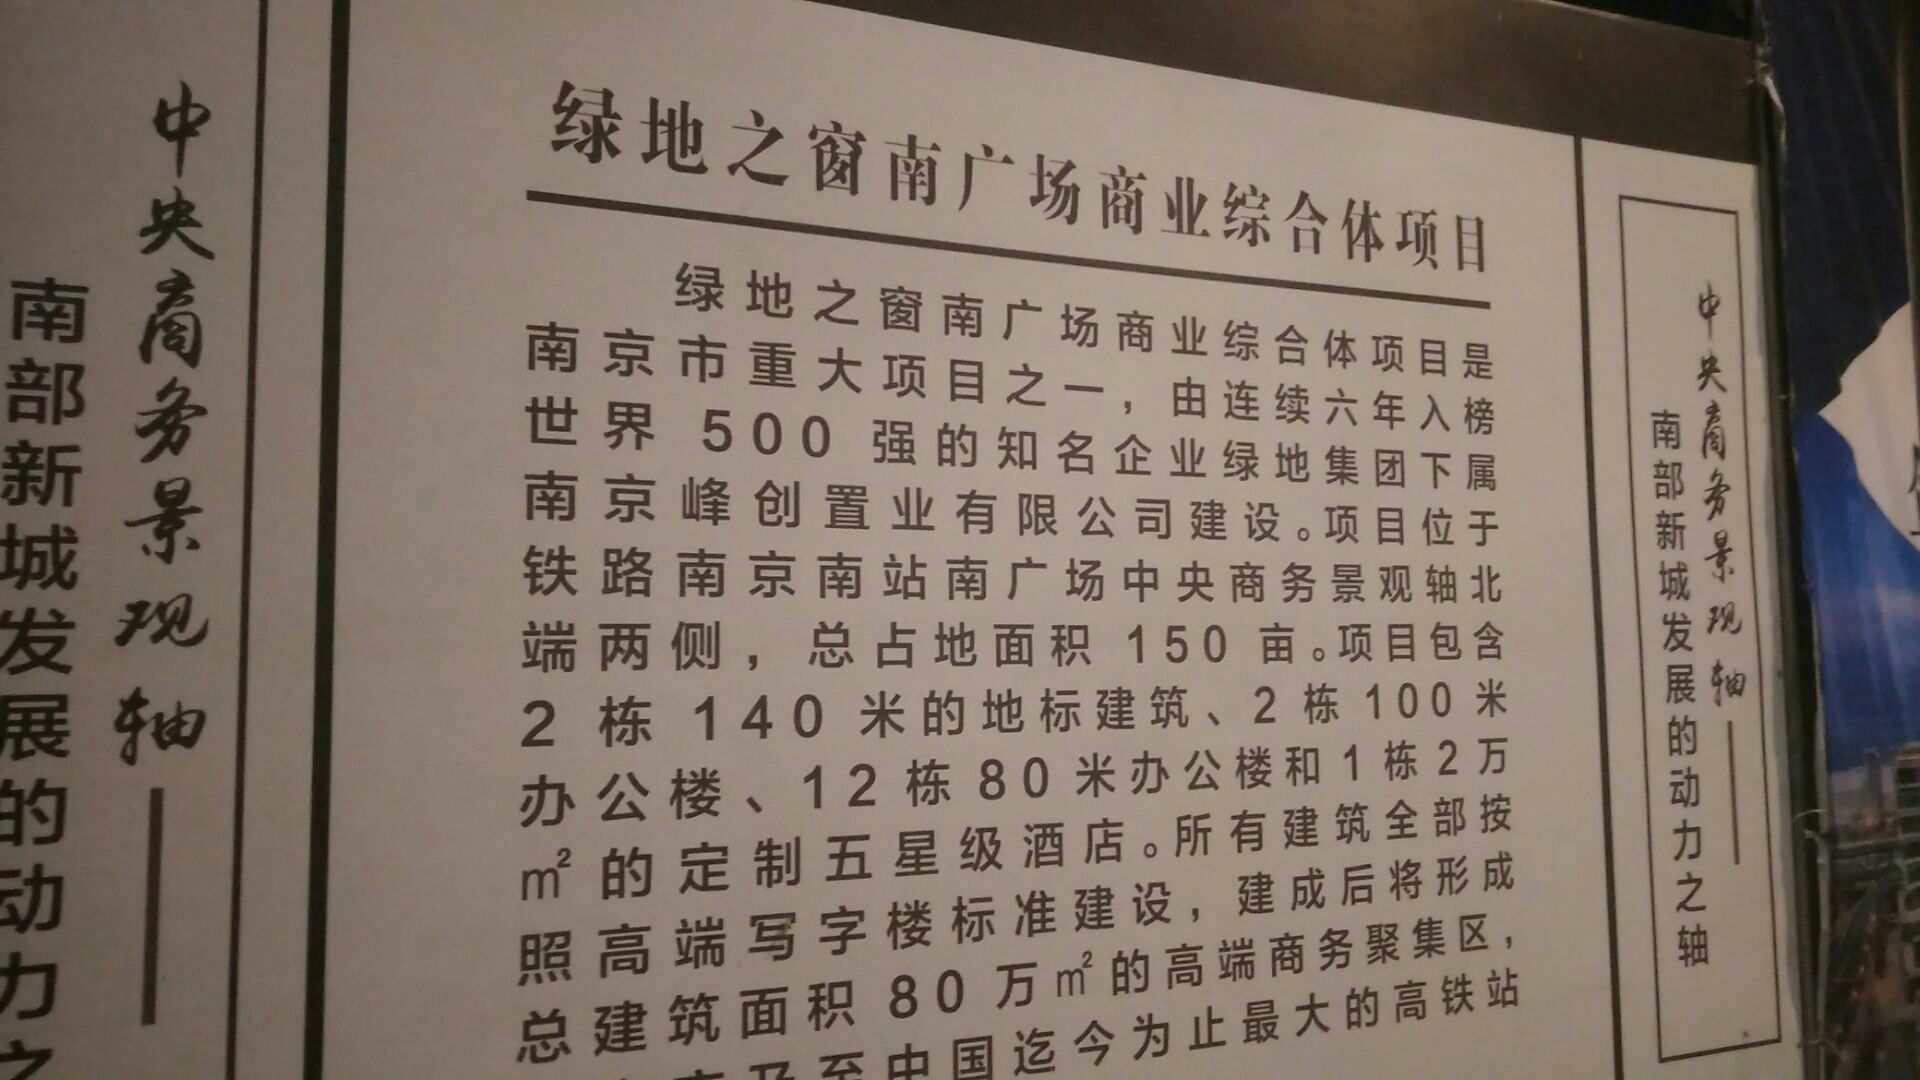 中央商务景观轴——
南部新城发展的动力之
绿地之窗南广场商业综合体项目
绿地之窗南广场商业综合体项目是
南京市重大项目之一，由连续六年入榜
世界500强的知名企业绿地集团下属
南京峰创置业有限公司建设。项目位于
铁路南京南站南广场中央商务景观轴北
端两侧，总占地面积150亩。项目包含
2栋140米的地标建筑、2栋100米
办公楼、12栋80米办公楼和1栋2万
㎡的定制五星级酒店。所有建筑全部按
照高端写字楼标准建设，建成后将形成
总建筑面积80万㎡的高端商务聚集区，
乃至中国迄今为止最大的高铁站
中央商务景观轴——
南部新城发展的动力之轴